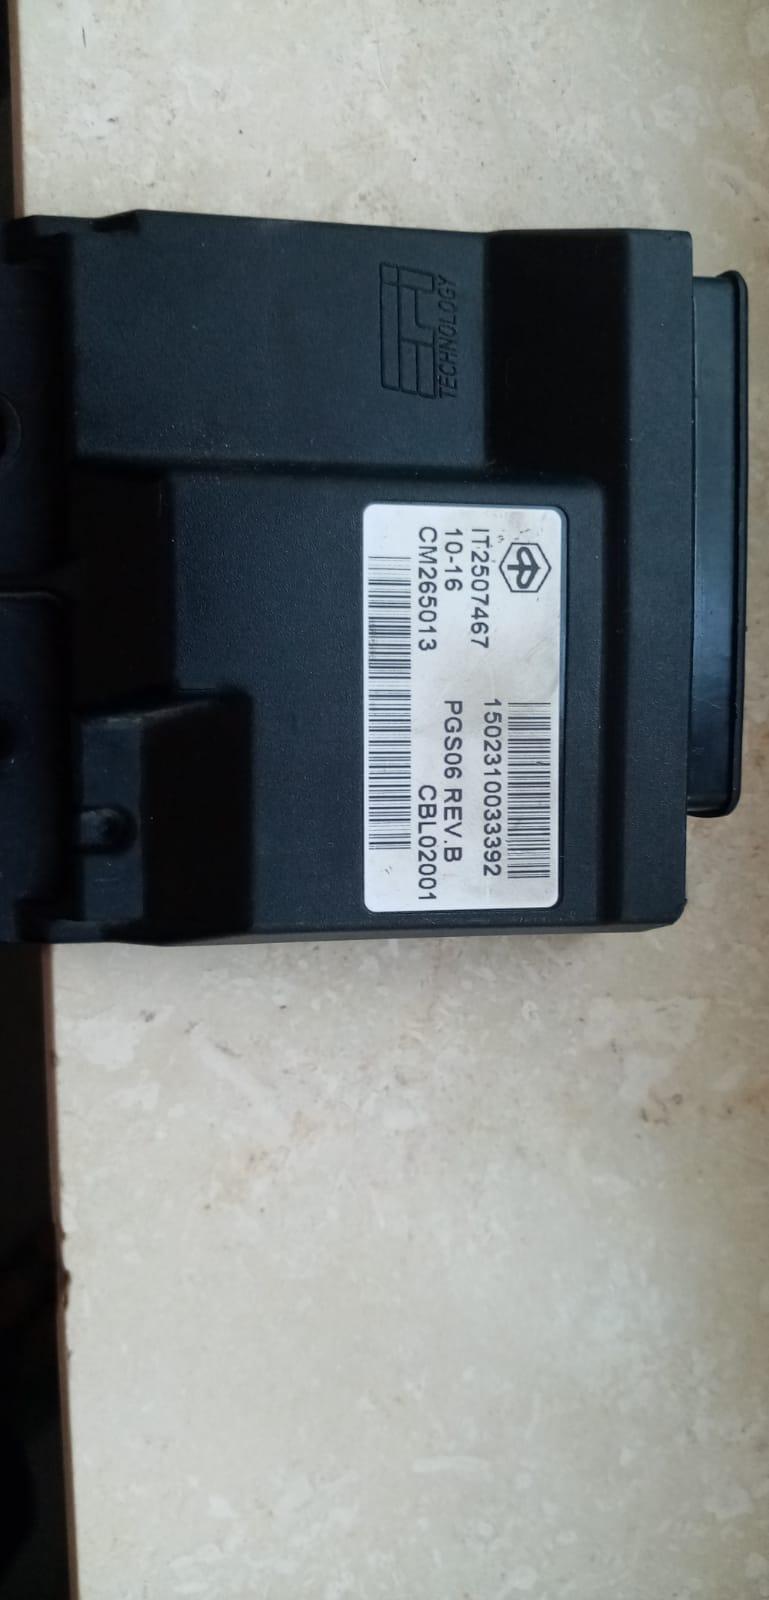 TECHNOLOGY
1502310033392
IT2507467
10-16 PGS06 REV.B
CM265013 CBL02001